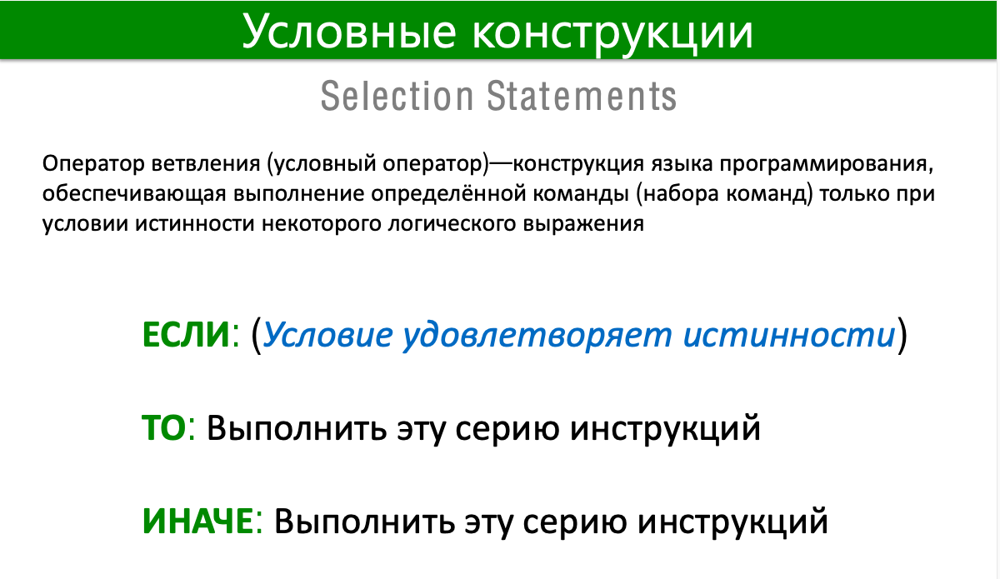 Условные конструкции
Selection Statements
Оператор ветвления (условный оператор)—конструкция языка программирования,
обеспечивающая выполнение определённой команды (набора команд) только при
условии истинности некоторого логического выражения
ЕСЛИ: (Условие удовлетворяет истинности)
ТО: Выполнить эту серию инструкций
ИНАЧЕ: Выполнить эту серию инструкций